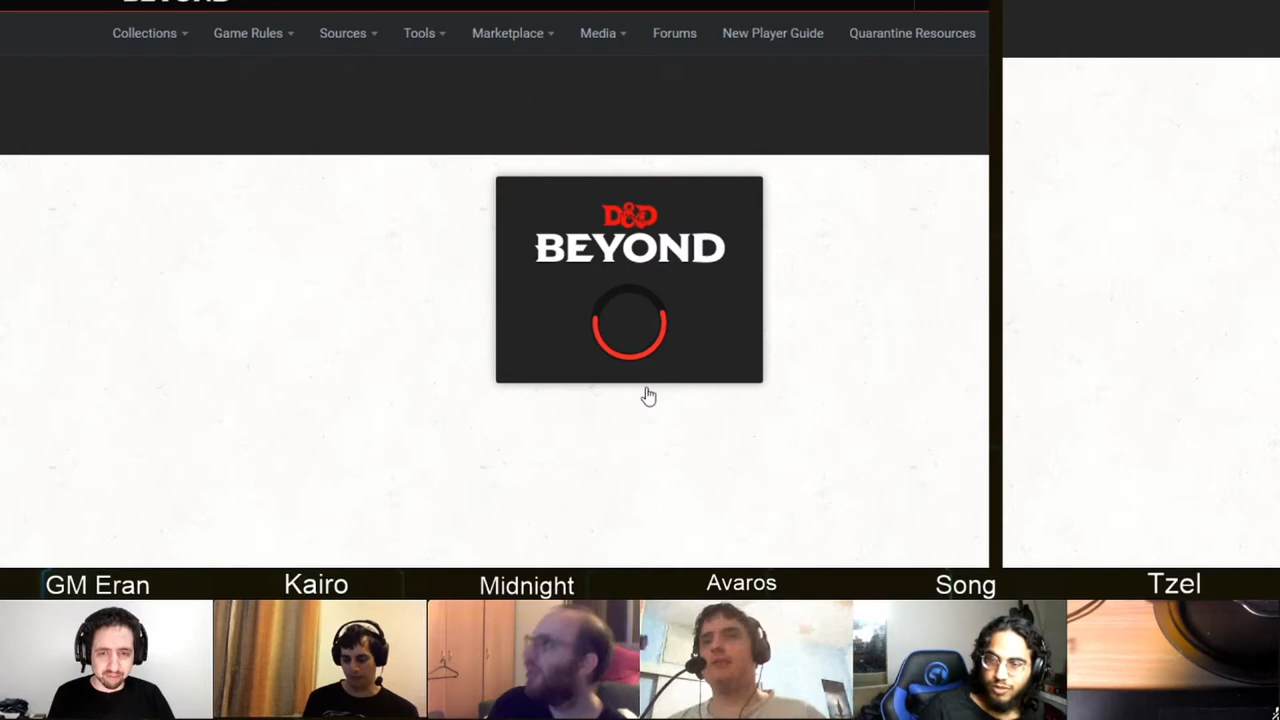 Collections Game Rules Sources Tools Marketplace Media Forums New Player Guide Quarantine Resources
D&D
BEYOND
GM Eran Kairo Midnight Avaros Song Tzel